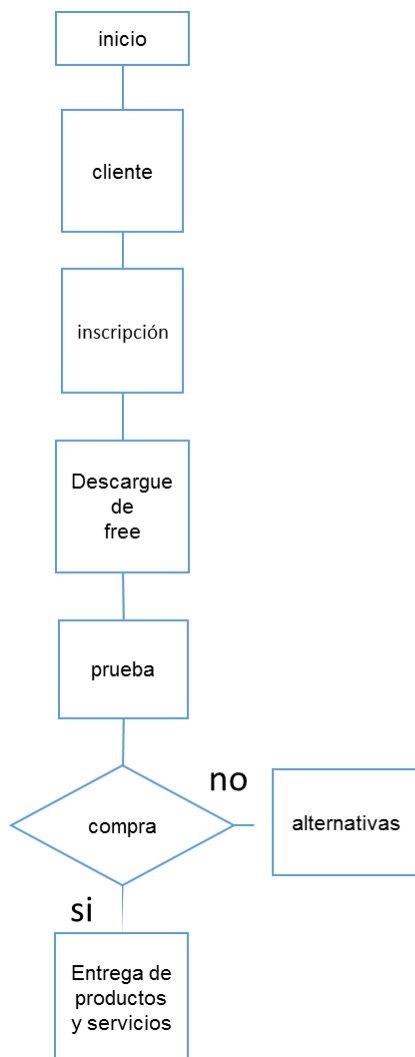 inicio
cliente
inscripción
Descargue
de
free
prueba
no
compra
alternativas
si
Entrega de
productos
y servicios